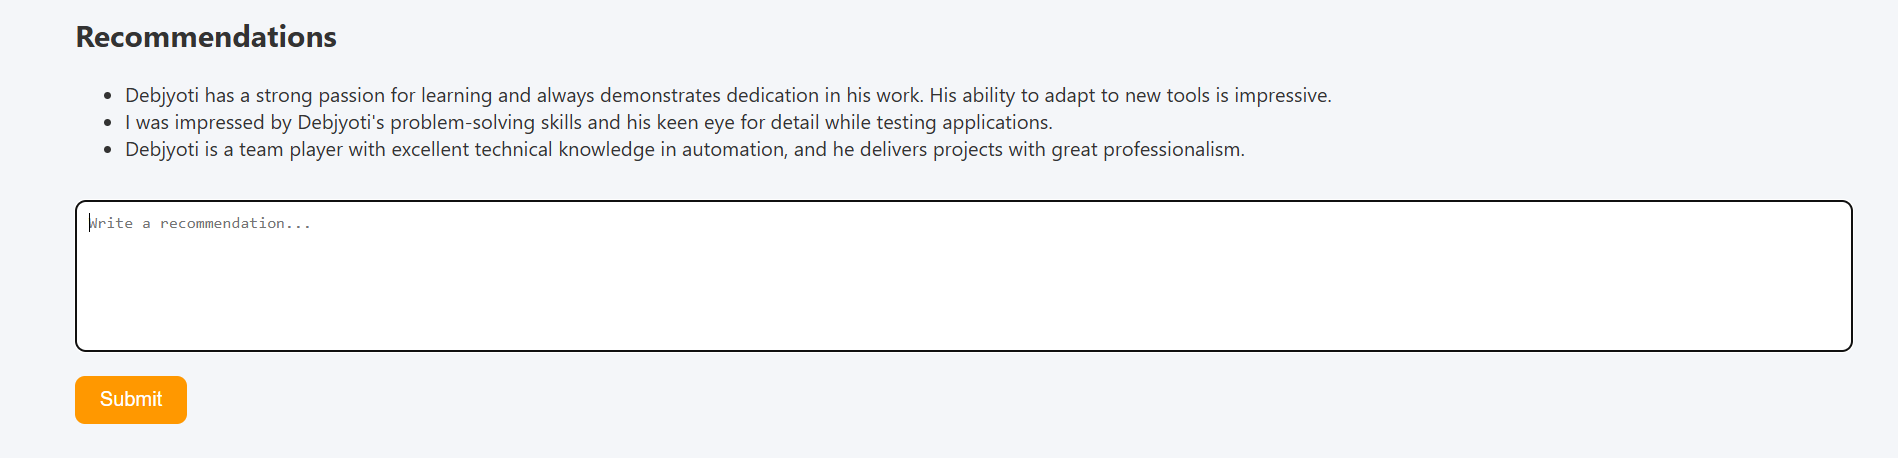 Recommendations
• Debjyoti has a strong passion for learning and always demonstrates dedication in his work. His ability to adapt to new tools is impressive.
• I was impressed by Debjyoti's problem-solving skills and his keen eye for detail while testing applications.
• Debjyoti is a team player with excellent technical knowledge in automation, and he delivers projects with great professionalism.
Write a recommendation...
Submit